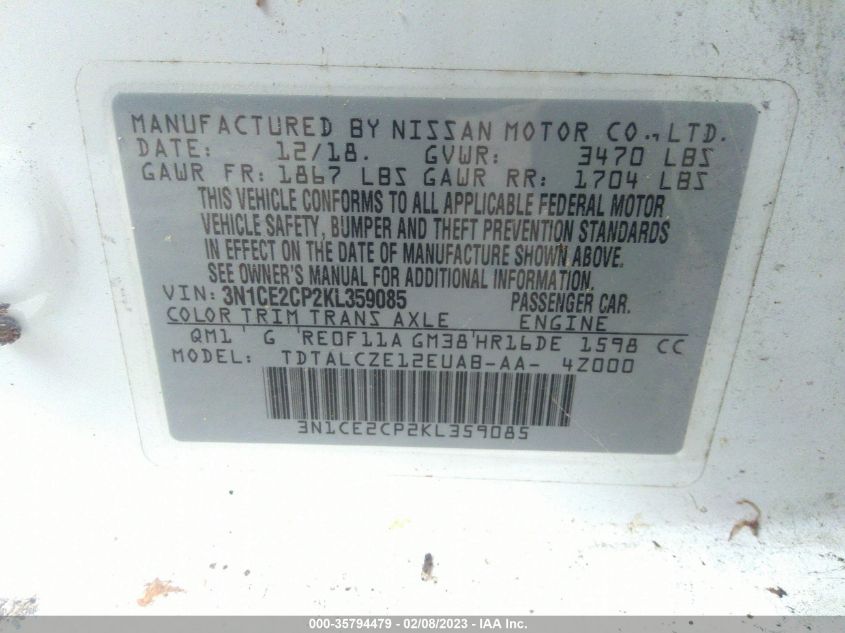 MANUFACTURED BY NISSAN MOTOR CO., LTD.
DATE: 12/18. GVWR: 3470 LBS
GAWR FR: 1867 LBS GAWR RR: 1704 LBS
THIS VEHICLE CONFORMS TO ALL APPLICABLE FEDERAL MOTOR
VEHICLE SAFETY, BUMPER AND THEFT PREVENTION STANDARDS
IN EFFECT ON THE DATE OF MANUFACTURE SHOWN ABOVE.
SEE OWNER'S MANUAL FOR ADDITIONAL INFORMATION.
VIN: 3N1CE2CP2KL359085 PASSENGER CAR.
COLOR TRIM TRANS AXLE ENGINE
QM1 G RE0F11A GM38 HR16DE 1598 CC
MODEL: TDTALCZE12EUAB-AA- 4Z000
3N1CE2CP2KL359085
000-35794479 - 02/08/2023 - IAA Inc.